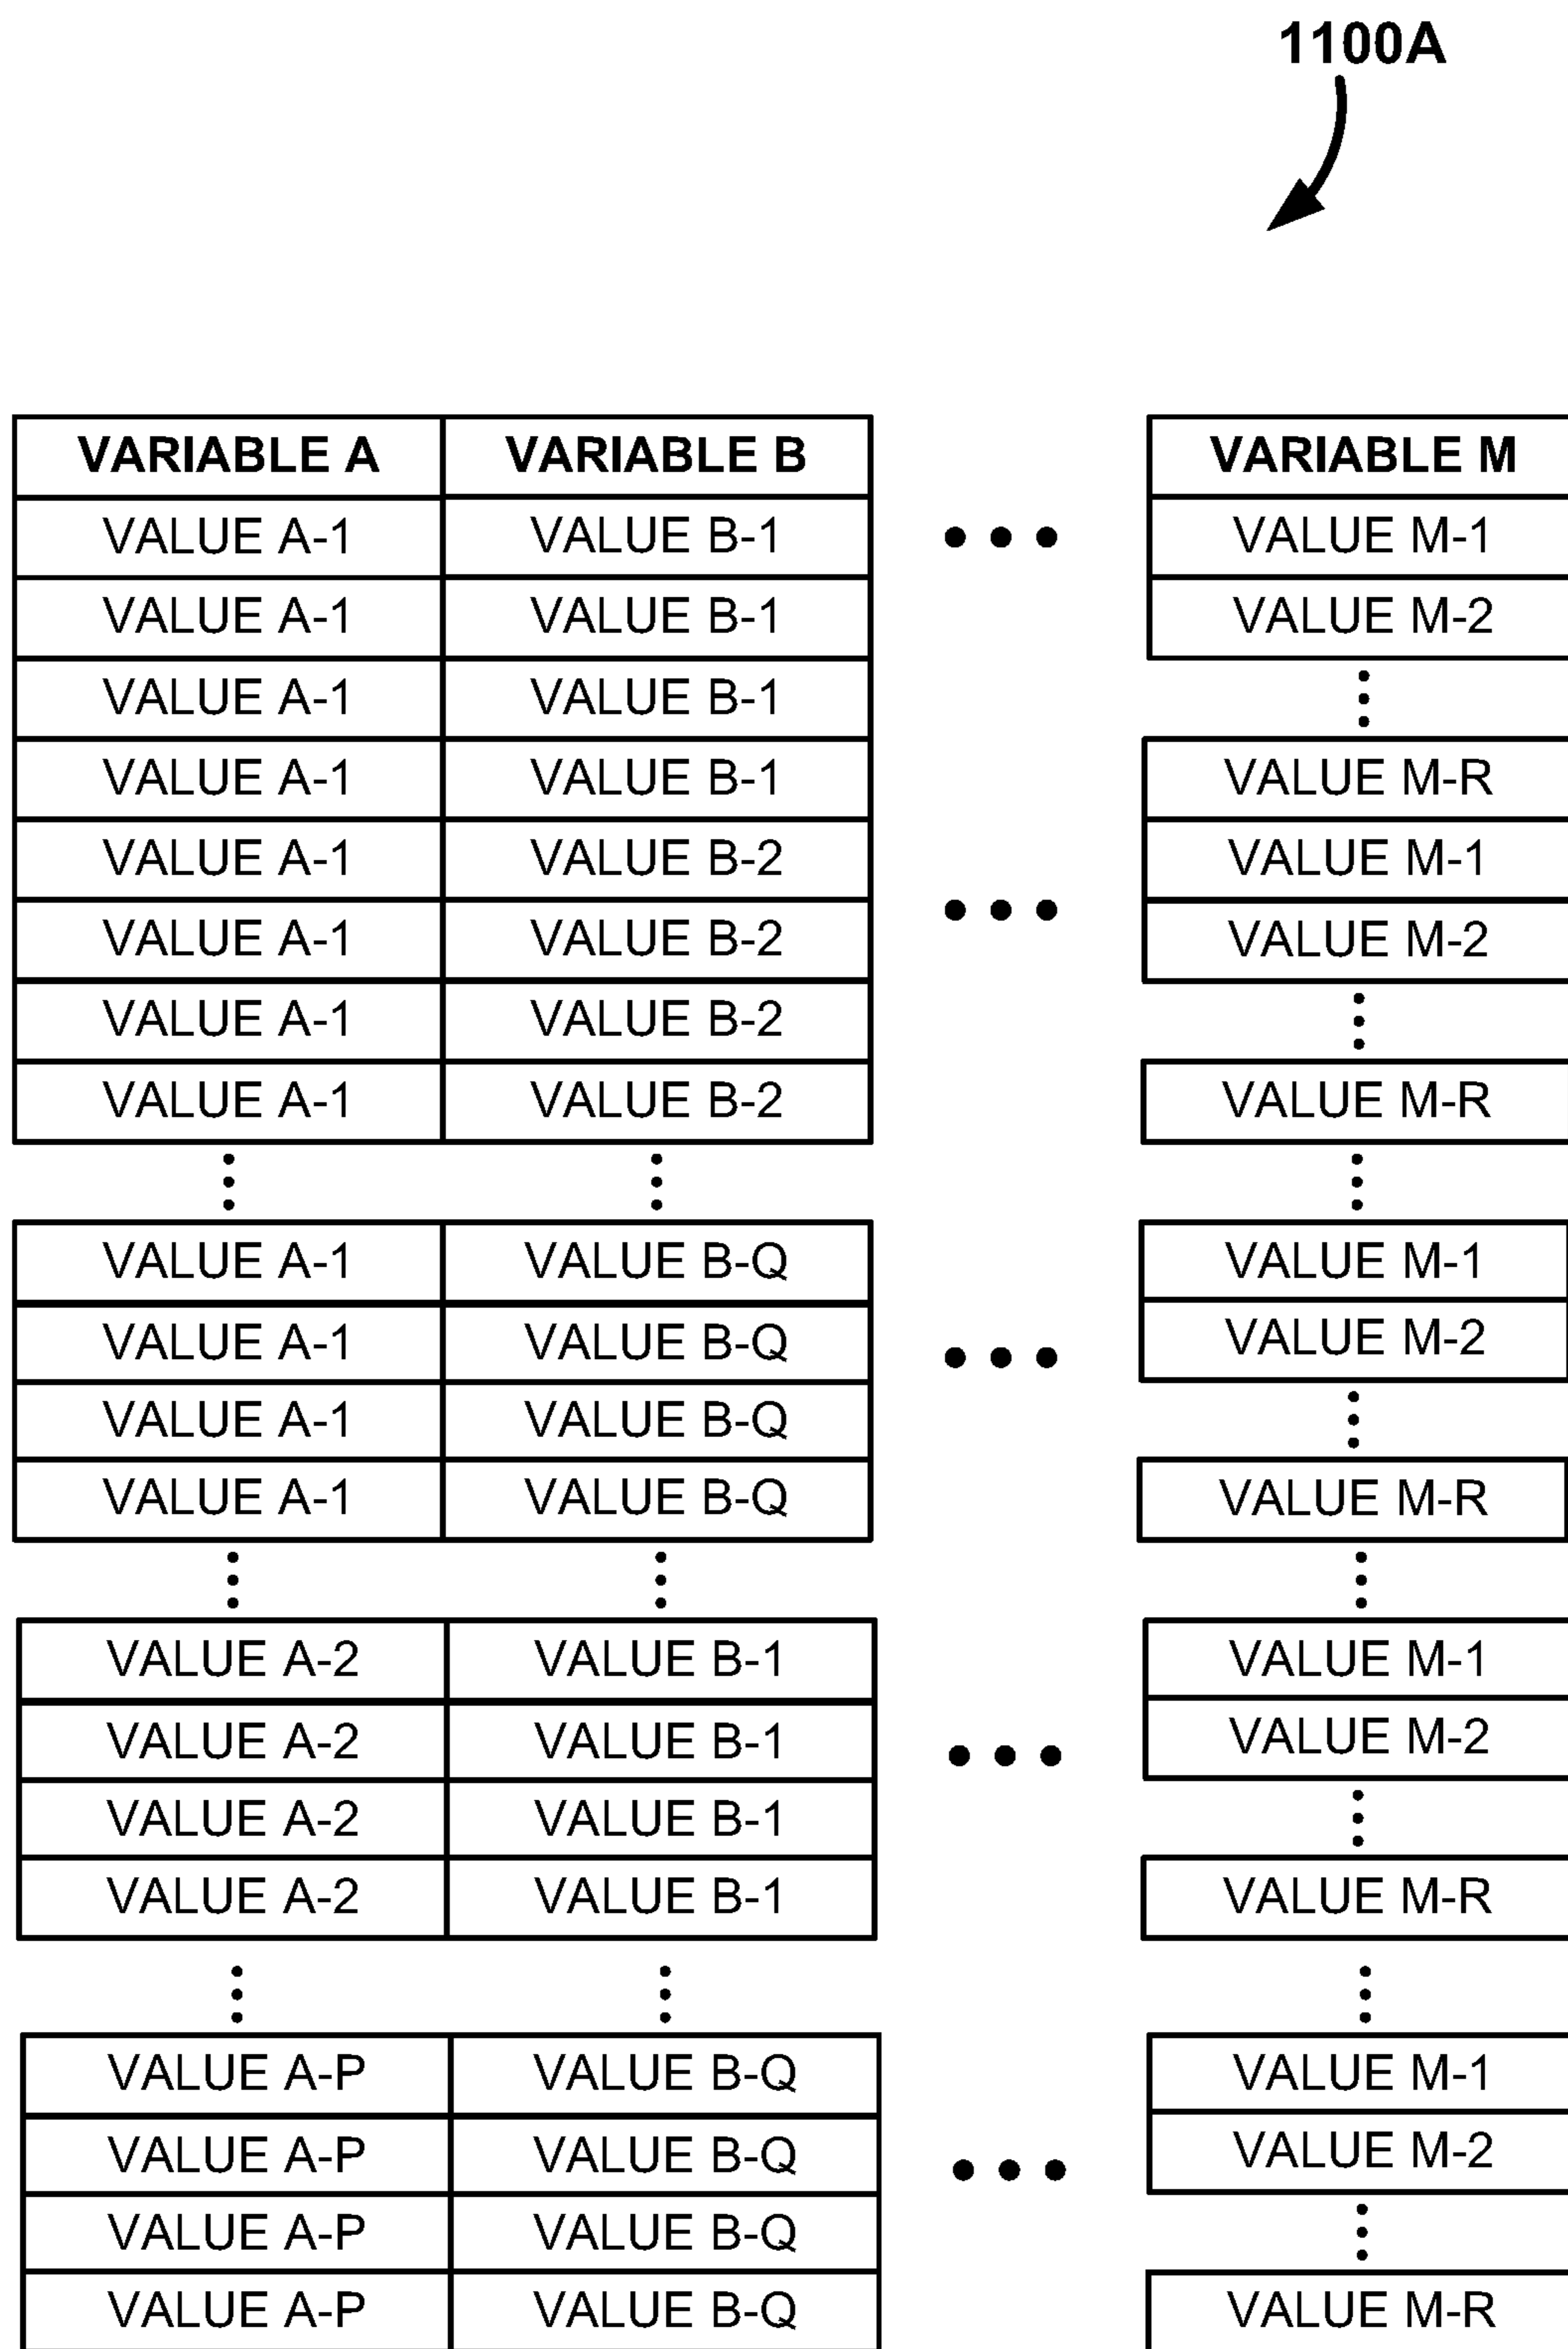 1100A
VARIABLE A VARIABLE B VARIABLE M
VALUE A-1 VALUE B-1 VALUE M-1
VALUE A-1 VALUE B-1 VALUE M-2
VALUE A-1 VALUE B-1
VALUE A-1 VALUE B-1 VALUE M-R
VALUE A-1 VALUE B-2 VALUE M-1
VALUE A-1 VALUE B-2 VALUE M-2
VALUE A-1 VALUE B-2
VALUE A-1 VALUE B-2 VALUE M-R
VALUE A-1 VALUE B-Q VALUE M-1
VALUE A-1 VALUE B-Q VALUE M-2
VALUE A-1 VALUE B-Q
VALUE A-1 VALUE B-Q VALUE M-R
VALUE A-2 VALUE B-1 VALUE M-1
VALUE A-2 VALUE B-1 VALUE M-2
VALUE A-2 VALUE B-1
VALUE A-2 VALUE B-1 VALUE M-R
VALUE A-P VALUE B-Q VALUE M-1
VALUE A-P VALUE B-Q VALUE M-2
VALUE A-P VALUE B-Q
VALUE A-P VALUE B-Q VALUE M-R